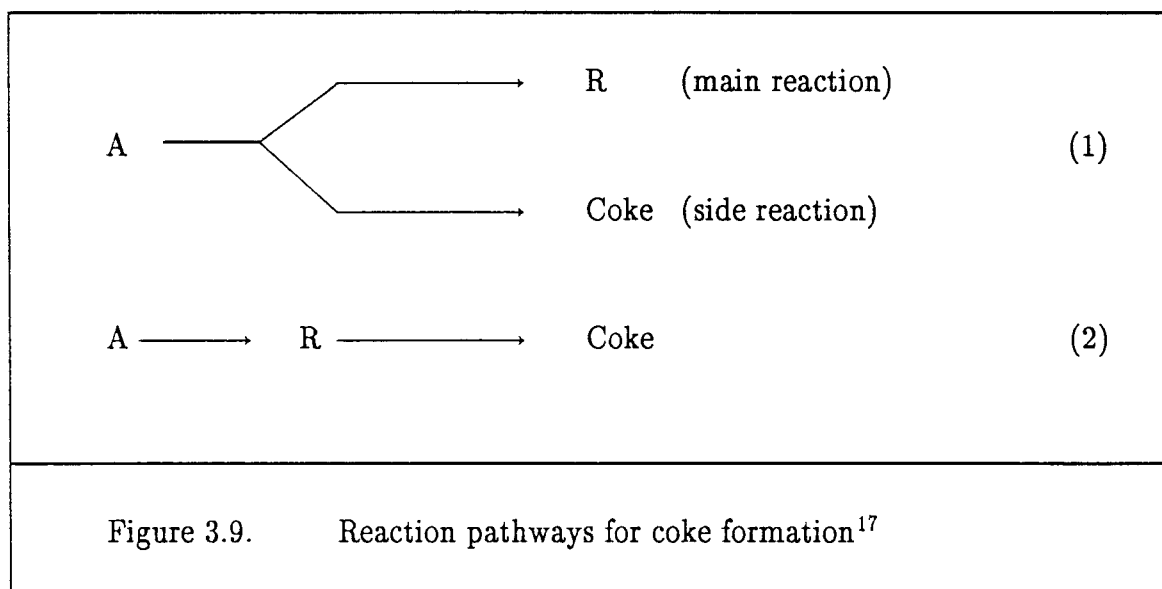 R (main reaction)
A (1)
Coke (side reaction)
A R Coke (2)
Figure 3.9. Reaction pathways for coke formation17